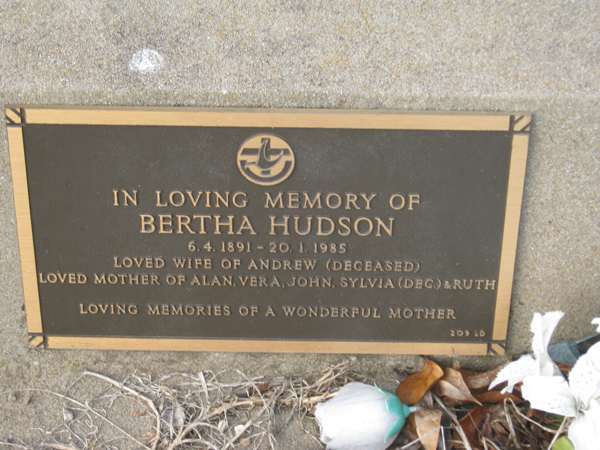 IN LOVING MEMORY OF
BERTHA HUDSON
6.4.1891 - 20.1.1985
LOVED WIFE OF ANDREW (DECEASED)
LOVED MOTHER OF ALAN, VERA, JOHN, SYLVIA (DEC.) & RUTH
LOVING MEMORIES OF A WONDERFUL MOTHER
209 LD